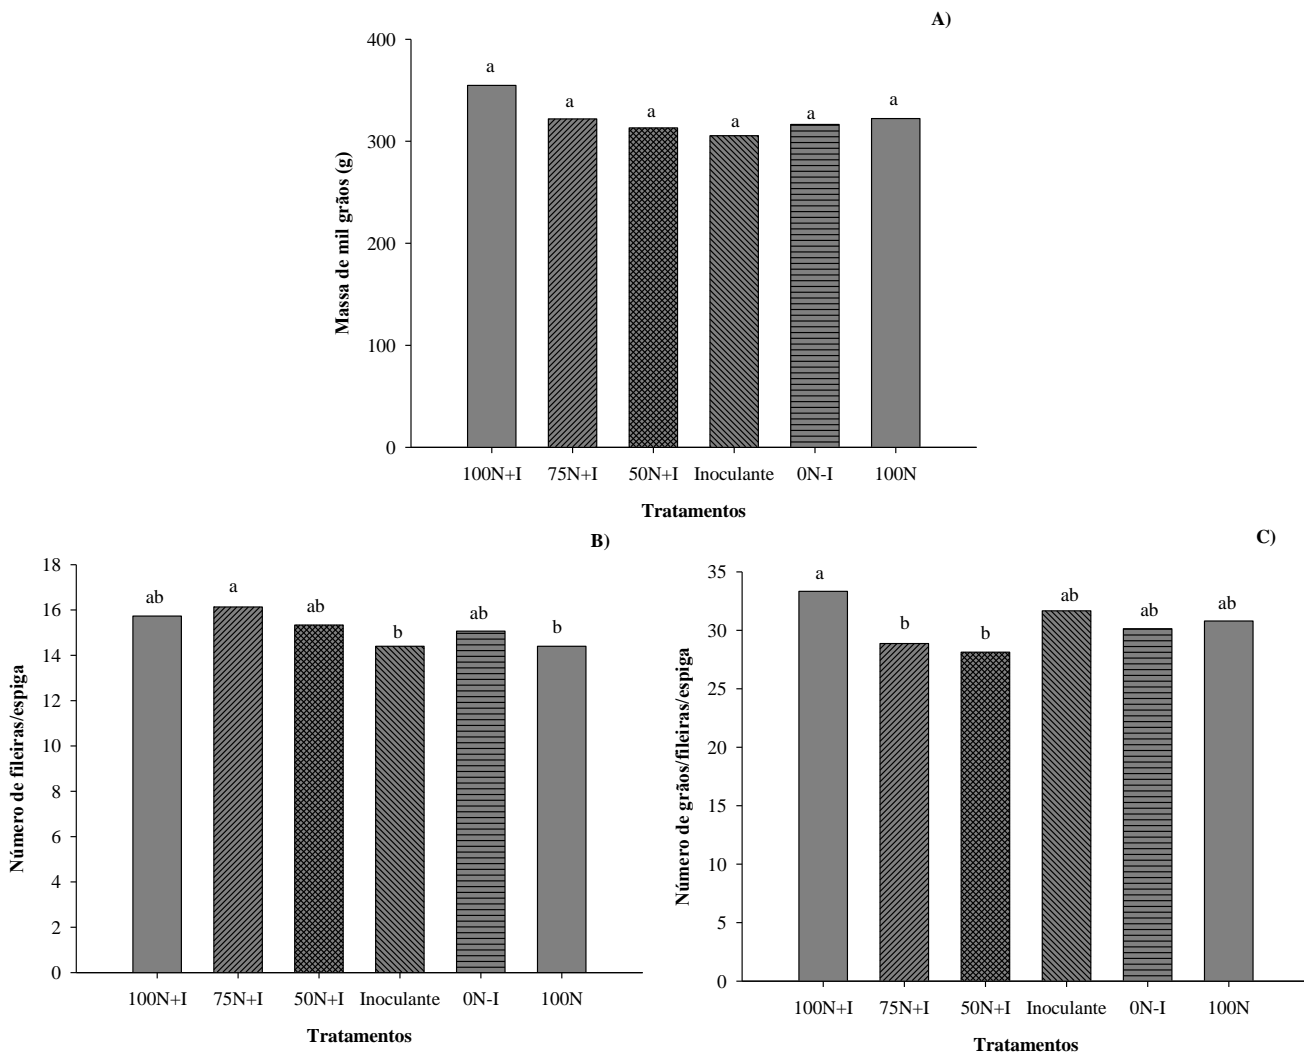 A)
400
300
200
100
0
Massa de mil grãos (g)
a
a
a
a
a
a
100N+I 75N+I 50N+I Inoculante 0N-I 100N
Tratamentos
B)
18
16
14
12
10
8
6
4
2
0
Número de fileiras/espiga
ab
a
ab
b
ab
b
100N+I 75N+I 50N+I Inoculante 0N-I 100N
Tratamentos
C)
35
30
25
20
15
10
5
0
Número de grãos/fileiras/espiga
a
b
b
ab
ab
ab
100N+I 75N+I 50N+I Inoculante 0N-I 100N
Tratamentos